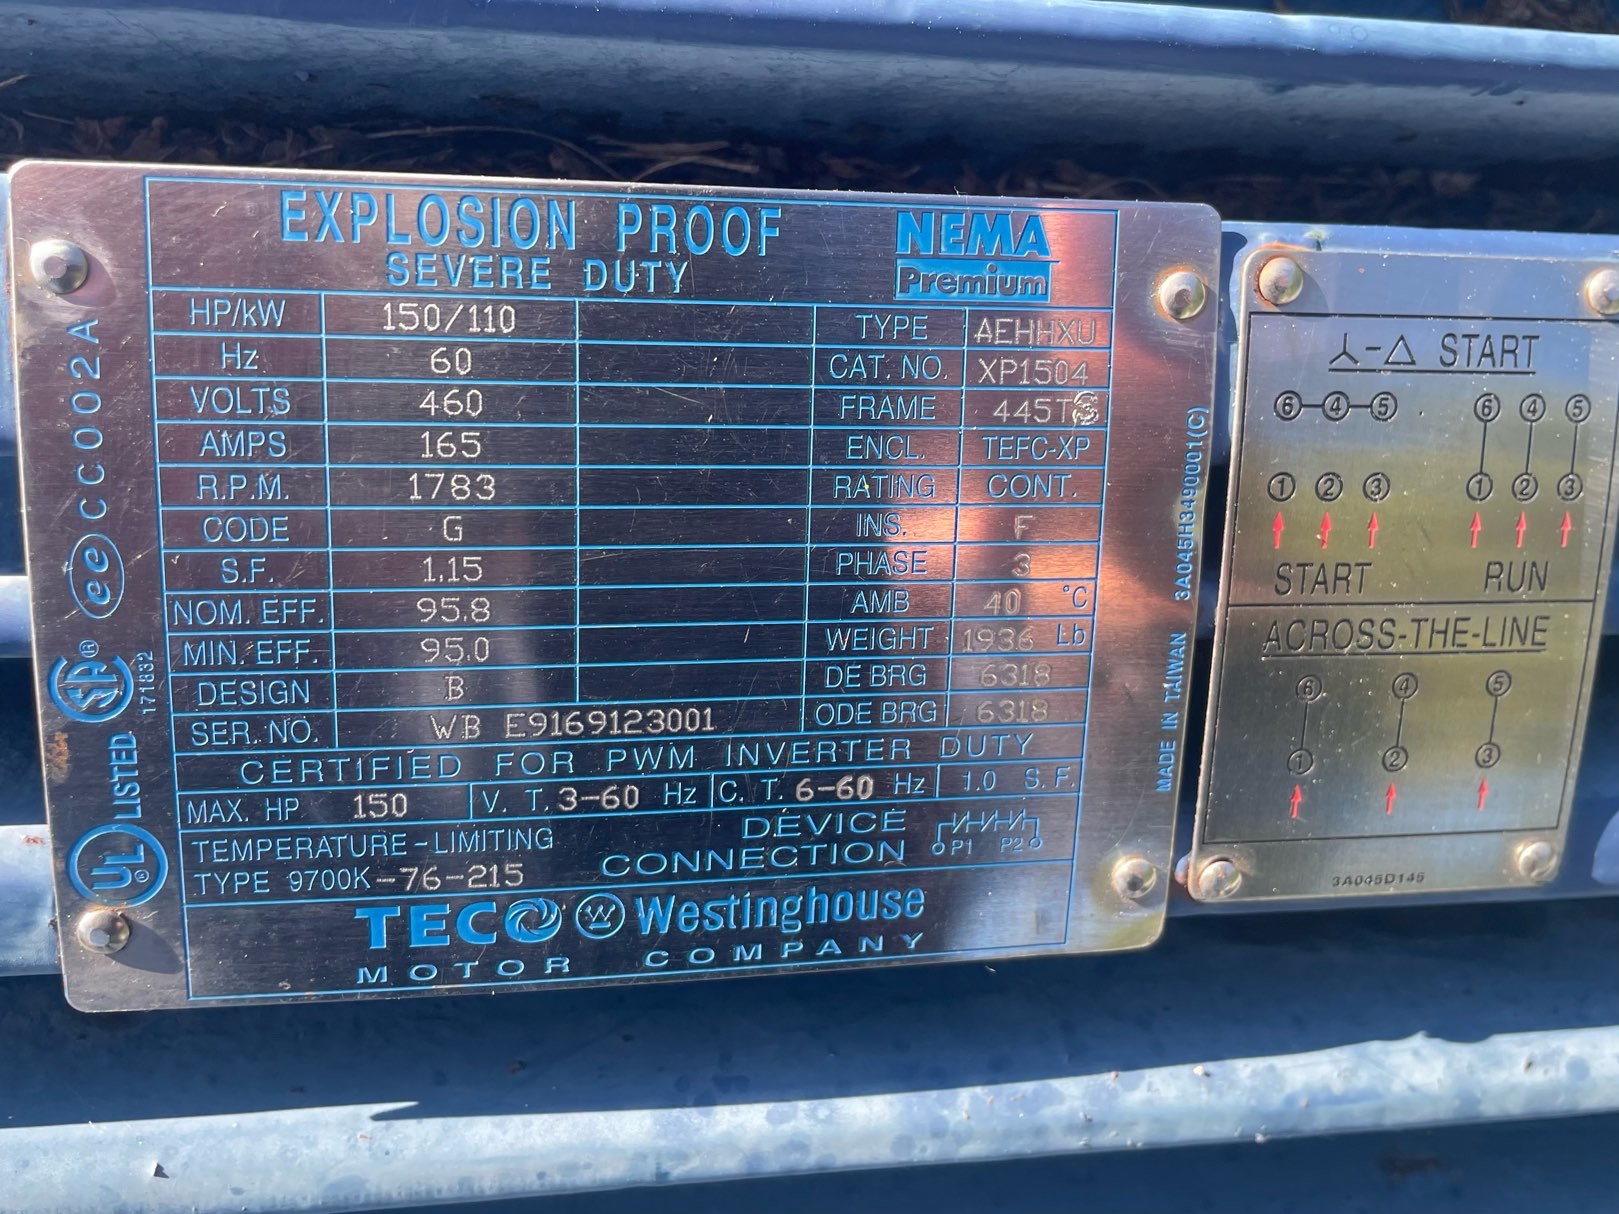 EXPLOSION PROOF
SEVERE DUTY
NEMA
Premium
HP/kW 150/110 TYPE AEHHXU
Hz 60 CAT. NO. XP1504
VOLTS 460 FRAME 445TS
AMPS 165 ENCL. TEFC-XP
R.P.M. 1783 RATING CONT.
CODE G INS. F
S.F. 1.15 PHASE 3
NOM. EFF. 95.8 AMB 40 °C
MIN. EFF. 95.0 WEIGHT 1936 Lb
DESIGN B DE BRG 6318
SER. NO. WB E9169123001 ODE BRG 6318
CERTIFIED FOR PWM INVERTER DUTY
MAX. HP 150 V. T. 3-60 Hz C. T. 6-60 Hz 1.0 S. F.
TEMPERATURE-LIMITING DEVICE
TYPE 9700K-76-215 CONNECTION P1 P2
TECO W Westinghouse
MOTOR COMPANY
ee CC002A
SA ® 171832
UL ® LISTED
MADE IN TAIWAN 3A045H3490001(C)
⅄-△ START
6-4-5 6 4 5
1 2 3 1 2 3
START RUN
ACROSS-THE-LINE
6 4 5
1 2 3
3A045D145